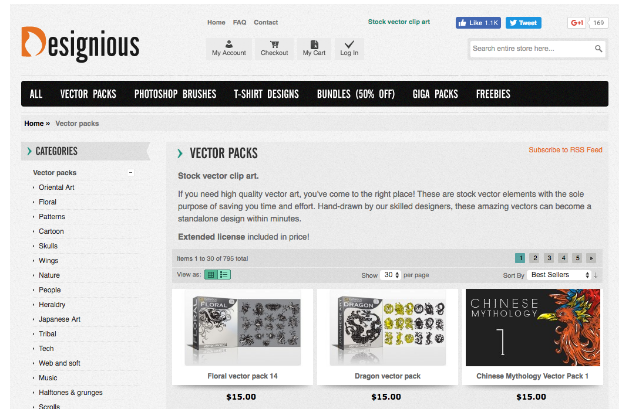 Home FAQ Contact
Stock vector clip art
Like 1.1K
Tweet
G+1 169
Designious
My Account
Checkout
My Cart
Log In
Search entire store here...
ALL VECTOR PACKS PHOTOSHOP BRUSHES T-SHIRT DESIGNS BUNDLES (50% OFF) GIGA PACKS FREEBIES
Home » Vector packs
CATEGORIES
Vector packs -
Oriental Art
Floral
Patterns
Cartoon
Skulls
Wings
Nature
People
Heraldry
Japanese Art
Tribal
Tech
Web and soft
Music
Halftones & grunges
Scrolls
VECTOR PACKS
Subscribe to RSS Feed
Stock vector clip art.
If you need high quality vector art, you've come to the right place! These are stock vector elements with the sole
purpose of saving you time and effort. Hand-drawn by our skilled designers, these amazing vectors can become a
standalone design within minutes.
Extended license included in price!
Items 1 to 30 of 795 total
1 2 3 4 5 »
View as:
Show 30 per page
Sort By Best Sellers
FLORAL
DRAGON
CHINESE
MYTHOLOGY
1
Floral vector pack 14
Dragon vector pack
Chinese Mythology Vector Pack 1
$15.00
$15.00
$15.00